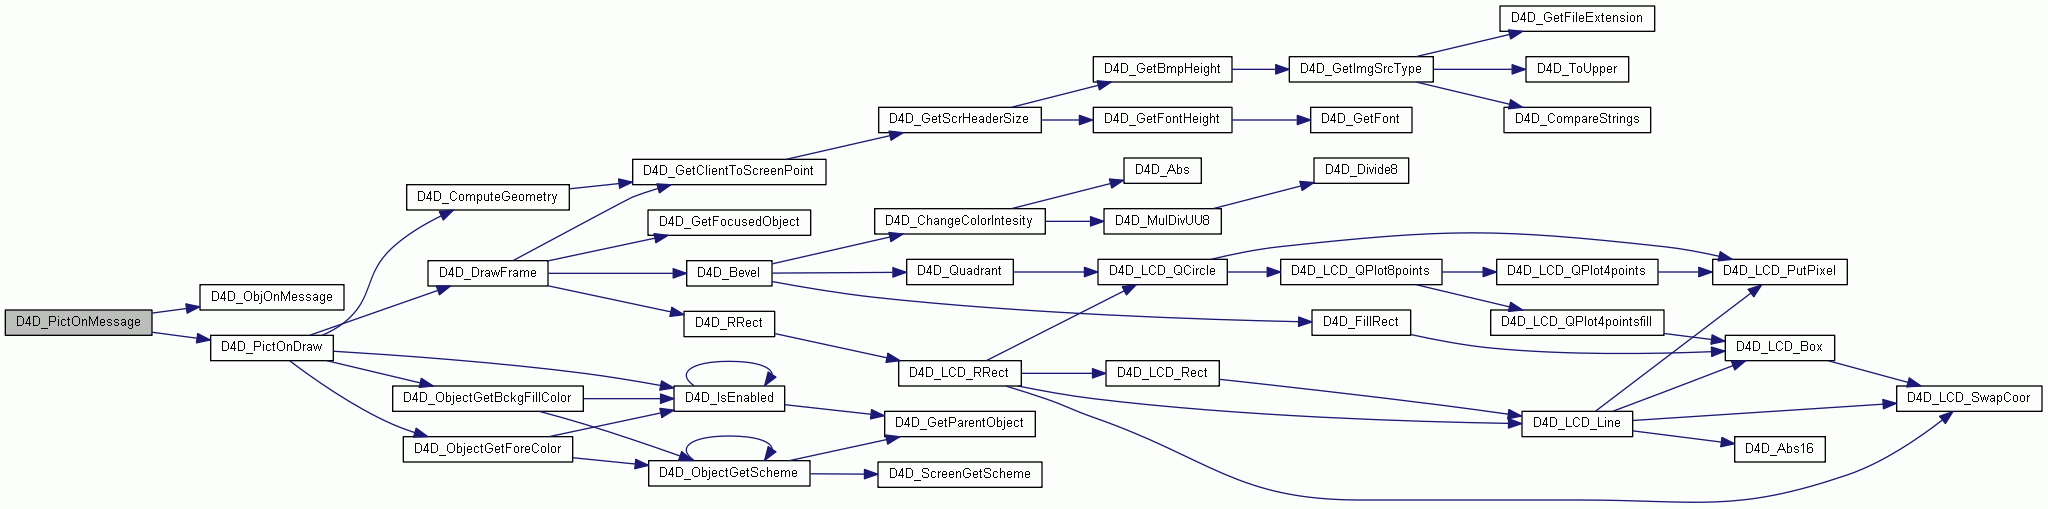 D4D_PictOnMessage
D4D_ObjOnMessage
D4D_PictOnDraw
D4D_ComputeGeometry
D4D_DrawFrame
D4D_ObjectGetBckgFillColor
D4D_ObjectGetForeColor
D4D_GetClientToScreenPoint
D4D_GetFocusedObject
D4D_Bevel
D4D_RRect
D4D_IsEnabled
D4D_ObjectGetScheme
D4D_GetScrHeaderSize
D4D_ChangeColorIntesity
D4D_Quadrant
D4D_LCD_RRect
D4D_GetParentObject
D4D_ScreenGetScheme
D4D_GetBmpHeight
D4D_GetFontHeight
D4D_Abs
D4D_MulDivUU8
D4D_LCD_QCircle
D4D_LCD_Rect
D4D_GetImgSrcType
D4D_GetFont
D4D_Divide8
D4D_LCD_QPlot8points
D4D_FillRect
D4D_GetFileExtension
D4D_ToUpper
D4D_CompareStrings
D4D_LCD_QPlot4points
D4D_LCD_QPlot4pointsfill
D4D_LCD_Line
D4D_LCD_PutPixel
D4D_LCD_Box
D4D_Abs16
D4D_LCD_SwapCoor